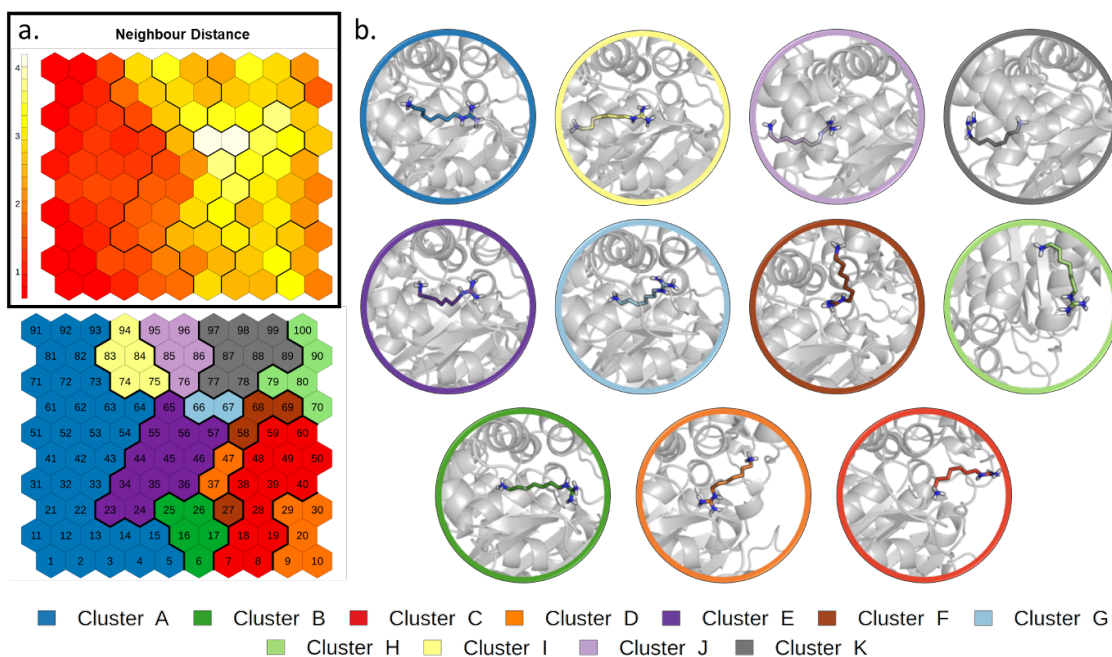 a.
Neighbour Distance
4
3
2
1
b.
91 92 93 94 95 96 97 98 99 100
81 82 83 84 85 86 87 88 89 90
71 72 73 74 75 76 77 78 79 80
61 62 63 64 65 66 67 68 69 70
51 52 53 54 55 56 57 58 59 60
41 42 43 44 45 46 47 48 49 50
31 32 33 34 35 36 37 38 39 40
21 22 23 24 25 26 27 28 29 30
11 12 13 14 15 16 17 18 19 20
1 2 3 4 5 6 7 8 9 10
Cluster A Cluster B Cluster C Cluster D Cluster E Cluster F Cluster G
Cluster H Cluster I Cluster J Cluster K